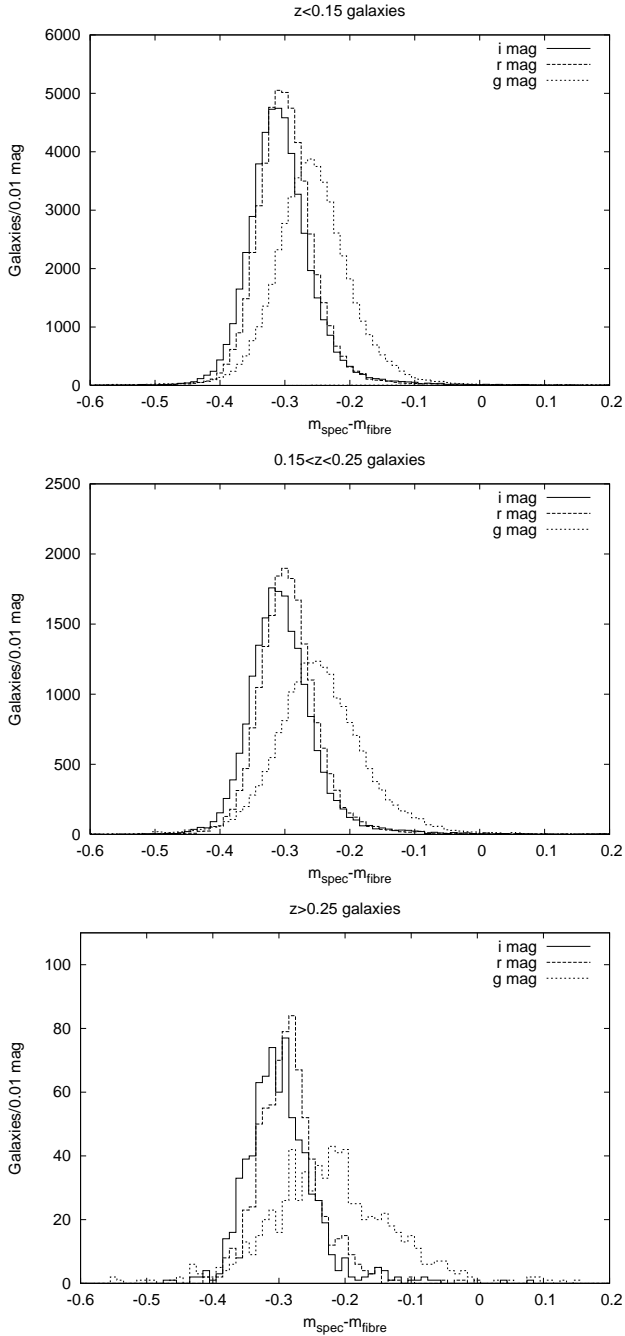 z<0.15 galaxies
6000
5000
4000
3000
2000
1000
0
Galaxies/0.01 mag
i mag
r mag
g mag
-0.6 -0.5 -0.4 -0.3 -0.2 -0.1 0 0.1 0.2
m_spec-m_fibre
0.15<z<0.25 galaxies
2500
2000
1500
1000
500
0
Galaxies/0.01 mag
i mag
r mag
g mag
-0.6 -0.5 -0.4 -0.3 -0.2 -0.1 0 0.1 0.2
m_spec-m_fibre
z>0.25 galaxies
100
80
60
40
20
0
Galaxies/0.01 mag
i mag
r mag
g mag
-0.6 -0.5 -0.4 -0.3 -0.2 -0.1 0 0.1 0.2
m_spec-m_fibre